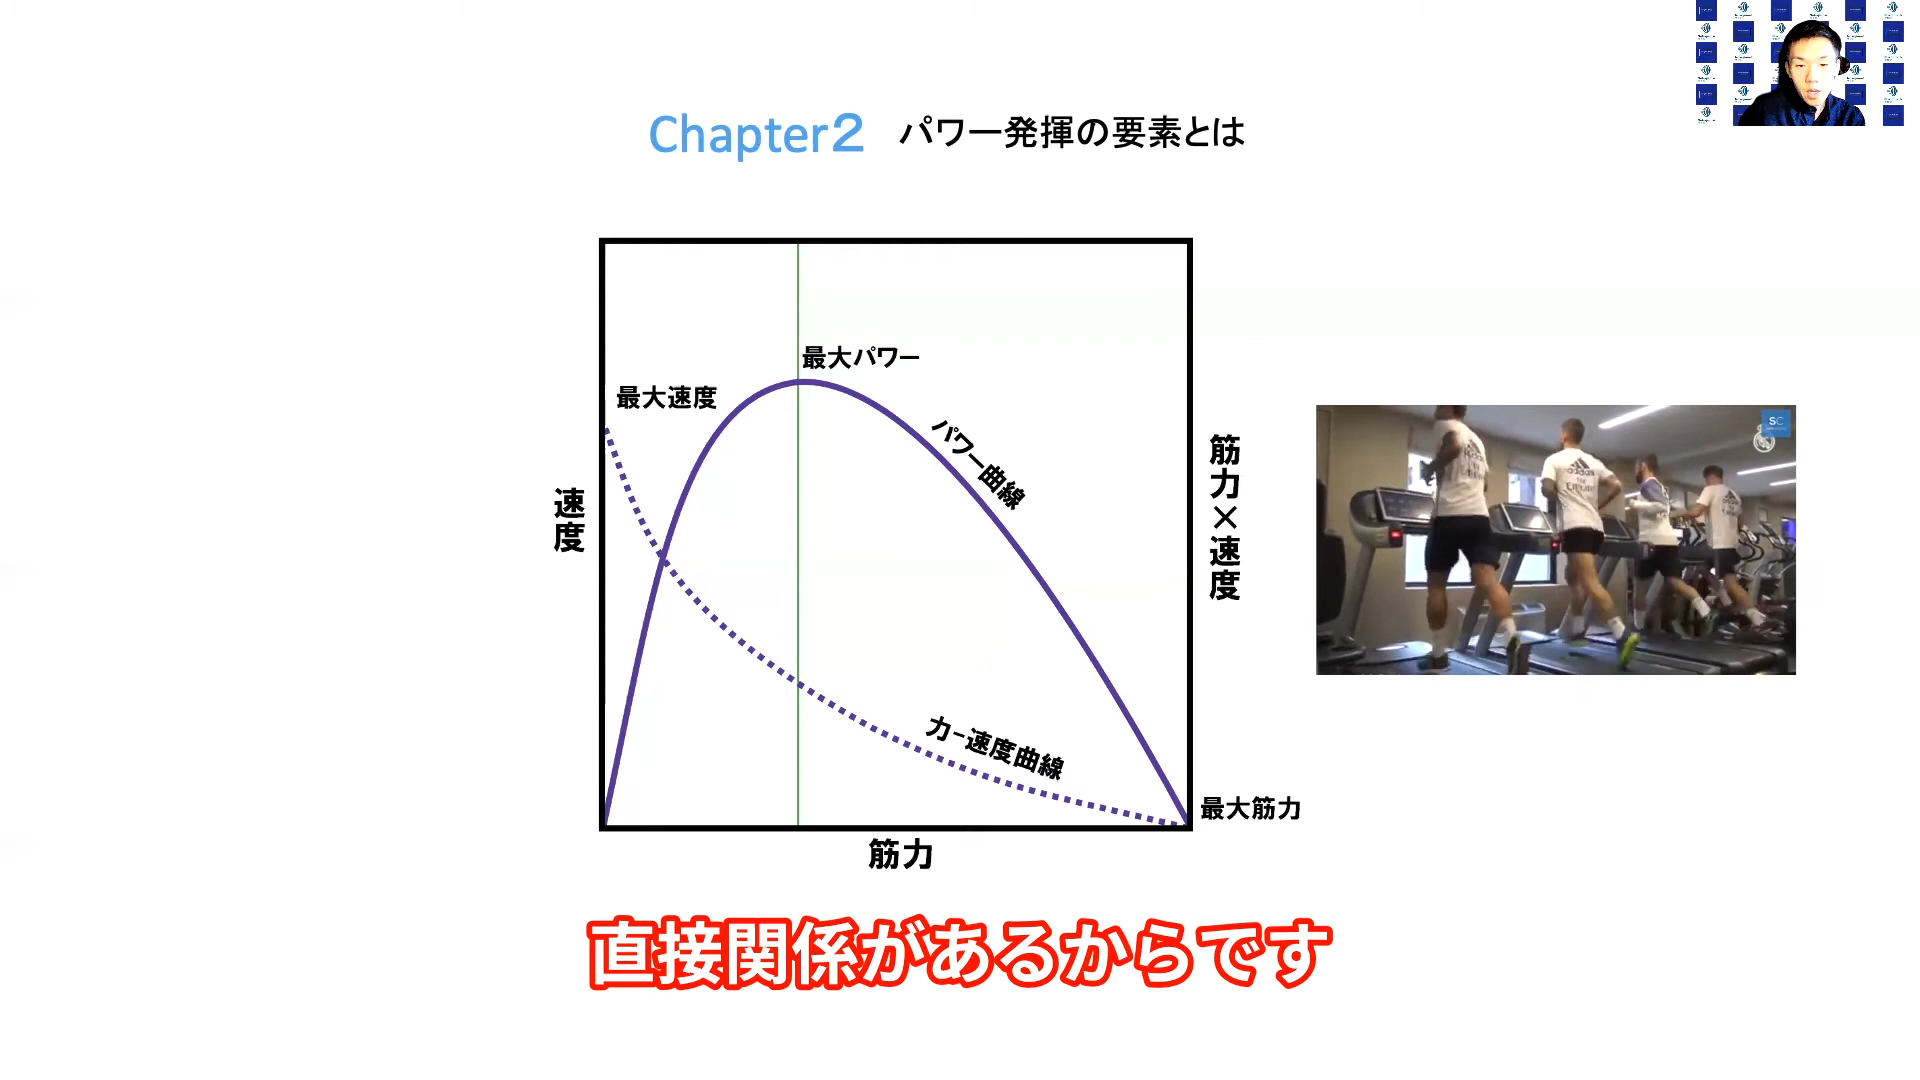 Chapter2 パワー発揮の要素とは
最大パワー
最大速度
パワー曲線
速度
筋力×速度
力-速度曲線
最大筋力
筋力
SC
adidas
直接関係があるからです